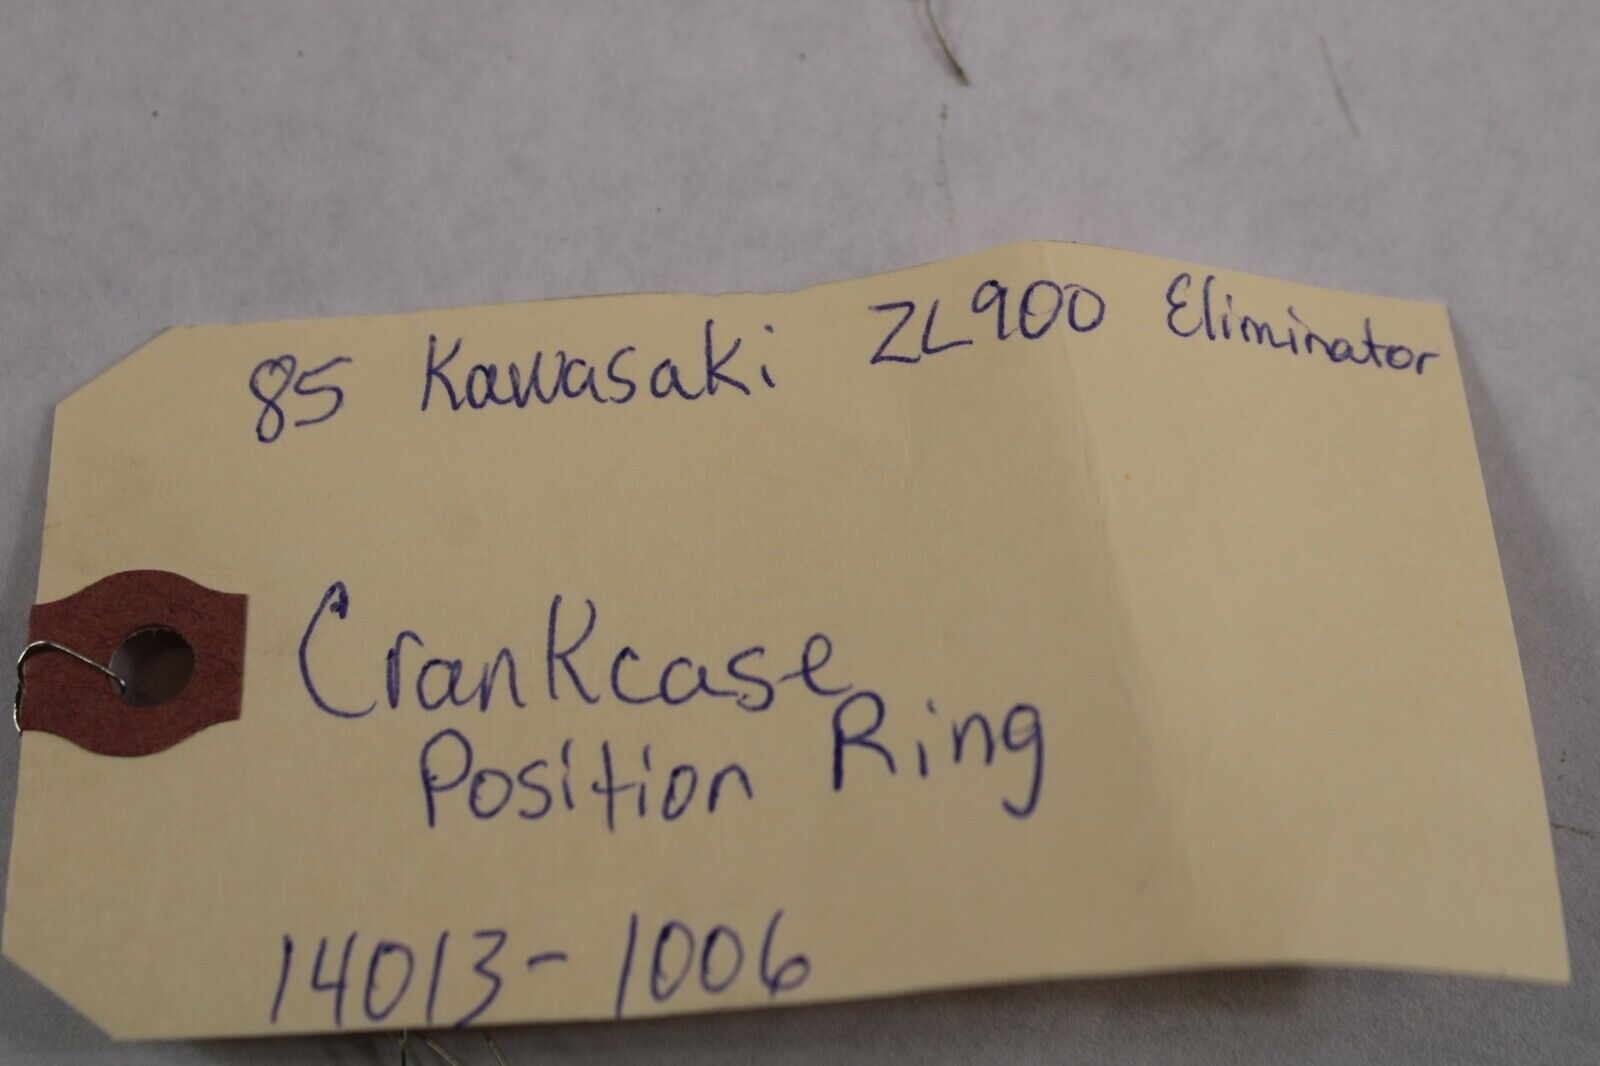 85 Kawasaki ZL900 Eliminator
Crankcase
Position Ring
14013-1006